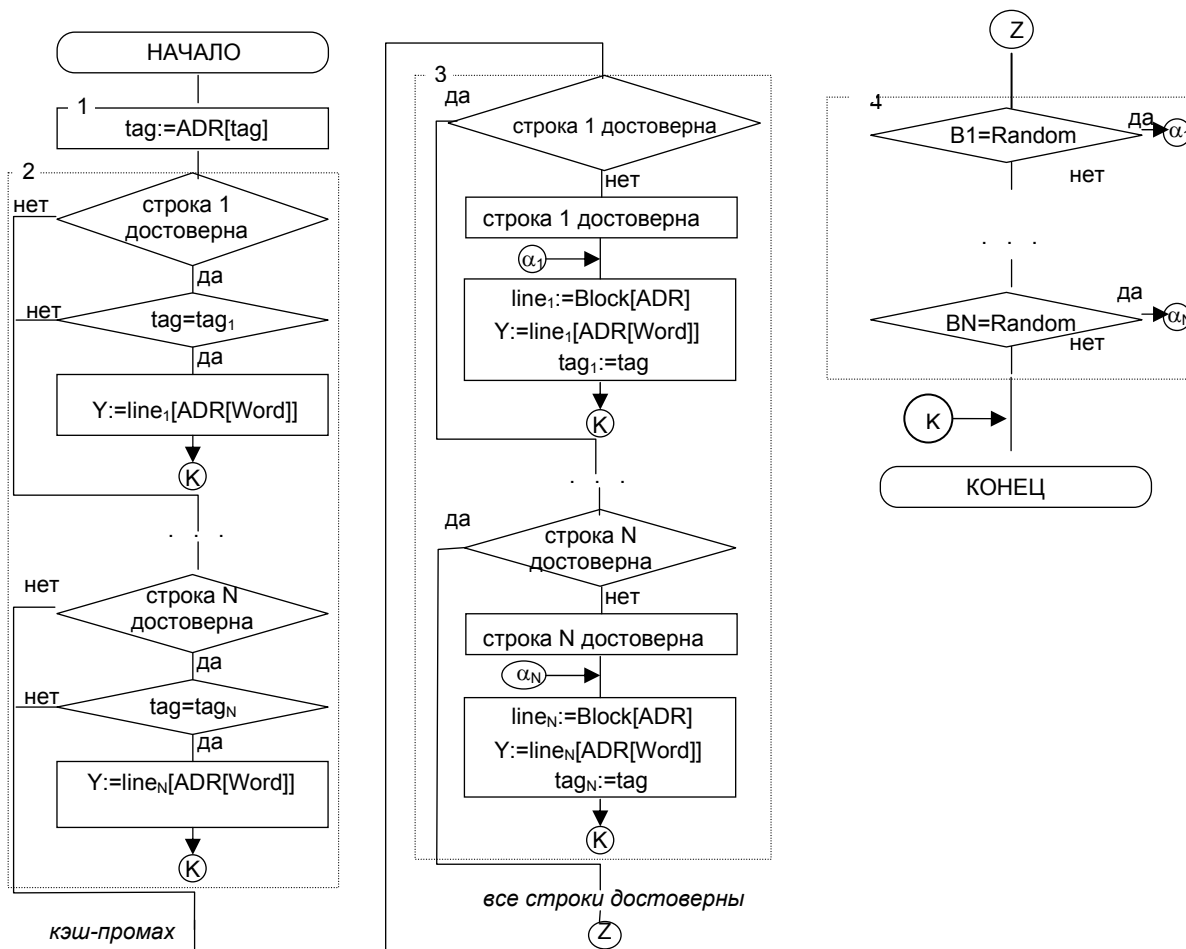 НАЧАЛО
1
tag:=ADR[tag]
2
нет
строка 1
достоверна
да
нет
tag=tag₁
да
Y:=line₁[ADR[Word]]
K
. . .
нет
строка N
достоверна
да
нет
tag=tagN
да
Y:=lineN[ADR[Word]]
K
кэш-промах
3
да
строка 1 достоверна
нет
строка 1 достоверна
α₁
line₁:=Block[ADR]
Y:=line₁[ADR[Word]]
tag₁:=tag
K
. . .
да
строка N
достоверна
нет
строка N достоверна
αN
lineN:=Block[ADR]
Y:=lineN[ADR[Word]]
tagN:=tag
K
все строки достоверны
Z
Z
4
B1=Random
да
α₁
нет
. . .
BN=Random
да
αN
нет
K
КОНЕЦ